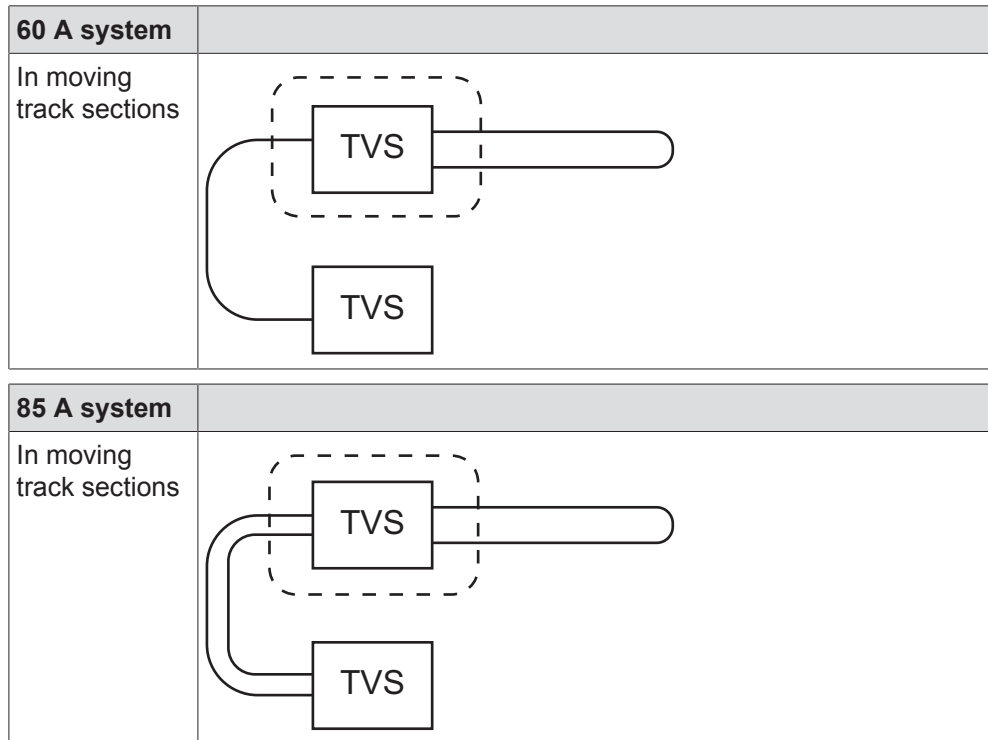 60 A system
In moving
track sections
TVS
TVS
85 A system
In moving
track sections
TVS
TVS